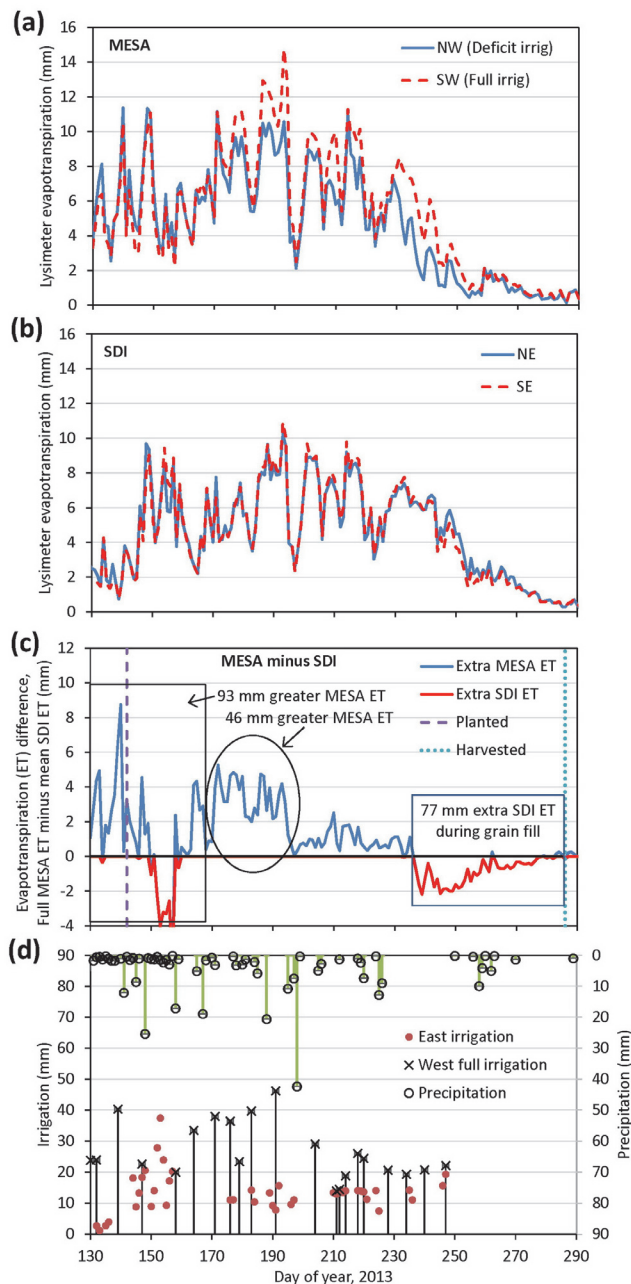 (a)
MESA
NW (Deficit irrig)
SW (Full irrig)
Lysimeter evapotranspiration (mm)
16
14
12
10
8
6
4
2
0
(b)
SDI
NE
SE
Lysimeter evapotranspiration (mm)
16
14
12
10
8
6
4
2
0
(c)
MESA minus SDI
Extra MESA ET
Extra SDI ET
Planted
Harvested
93 mm greater MESA ET
46 mm greater MESA ET
77 mm extra SDI ET
during grain fill
Evapotranspiration (ET) difference,
Full MESA ET minus mean SDI ET (mm)
12
10
8
6
4
2
0
-2
-4
(d)
East irrigation
West full irrigation
Precipitation
Irrigation (mm)
90
80
70
60
50
40
30
20
10
0
Precipitation (mm)
0
10
20
30
40
50
60
70
80
90
130 150 170 190 210 230 250 270 290
Day of year, 2013